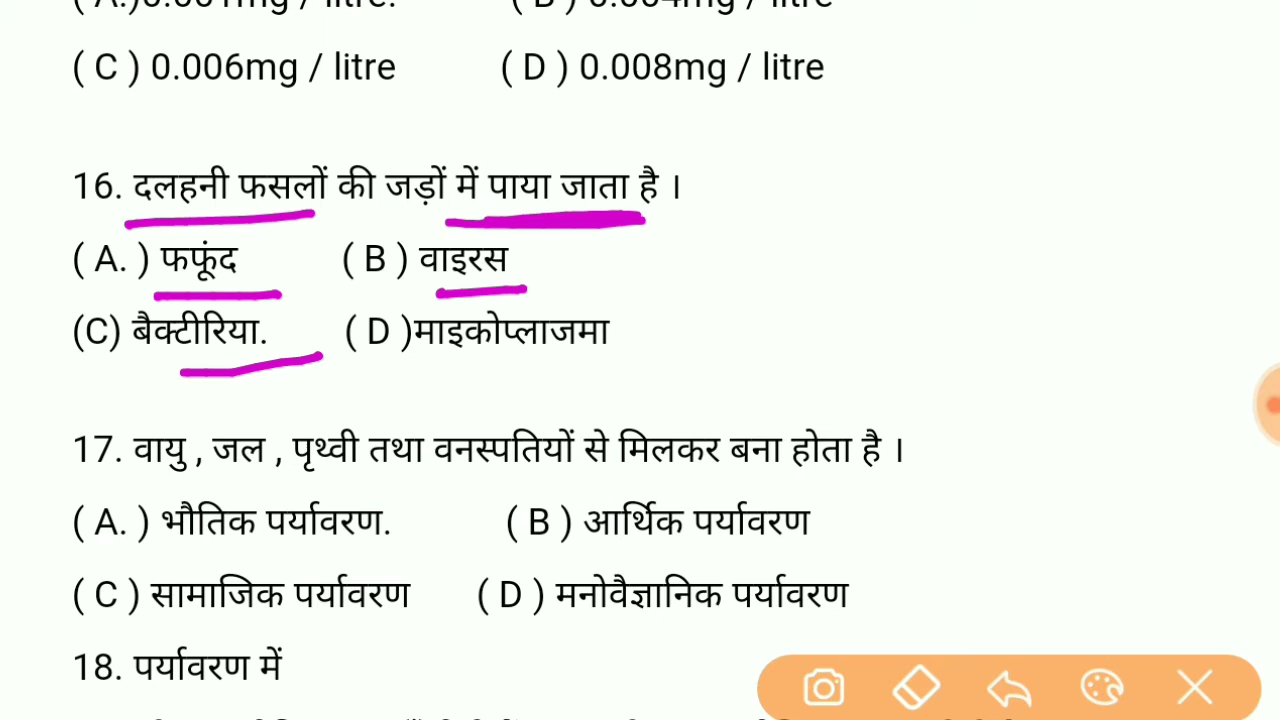 ( C ) 0.006mg / litre ( D ) 0.008mg / litre
16. दलहनी फसलों की जड़ों में पाया जाता है ।
( A. ) फफूंद ( B ) वाइरस
(C) बैक्टीरिया. ( D )माइकोप्लाजमा
17. वायु , जल , पृथ्वी तथा वनस्पतियों से मिलकर बना होता है ।
( A. ) भौतिक पर्यावरण. ( B ) आर्थिक पर्यावरण
( C ) सामाजिक पर्यावरण ( D ) मनोवैज्ञानिक पर्यावरण
18. पर्यावरण में